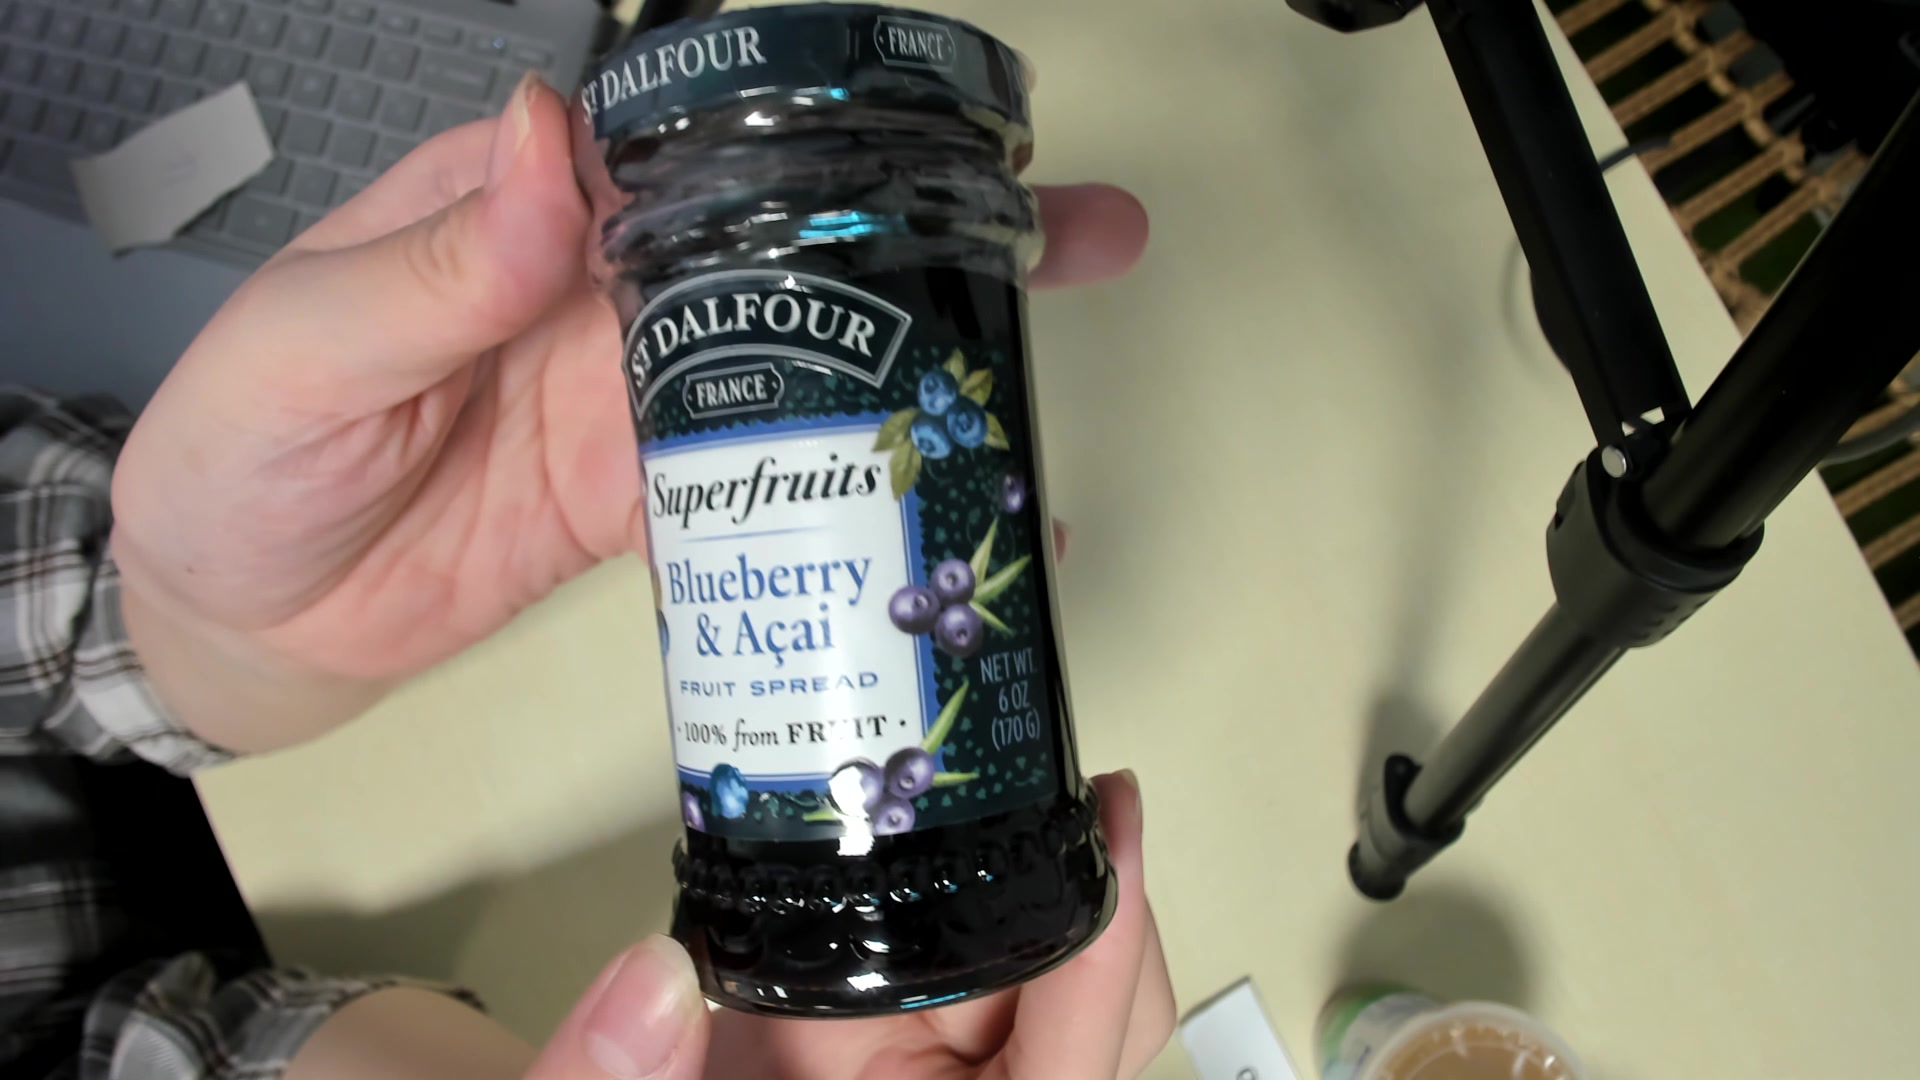 ST DALFOUR
FRANCE
ST DALFOUR
FRANCE
Superfruits
Blueberry
& Açai
FRUIT SPREAD
· 100% from FRUIT ·
NET WT.
6 OZ
(170 G)